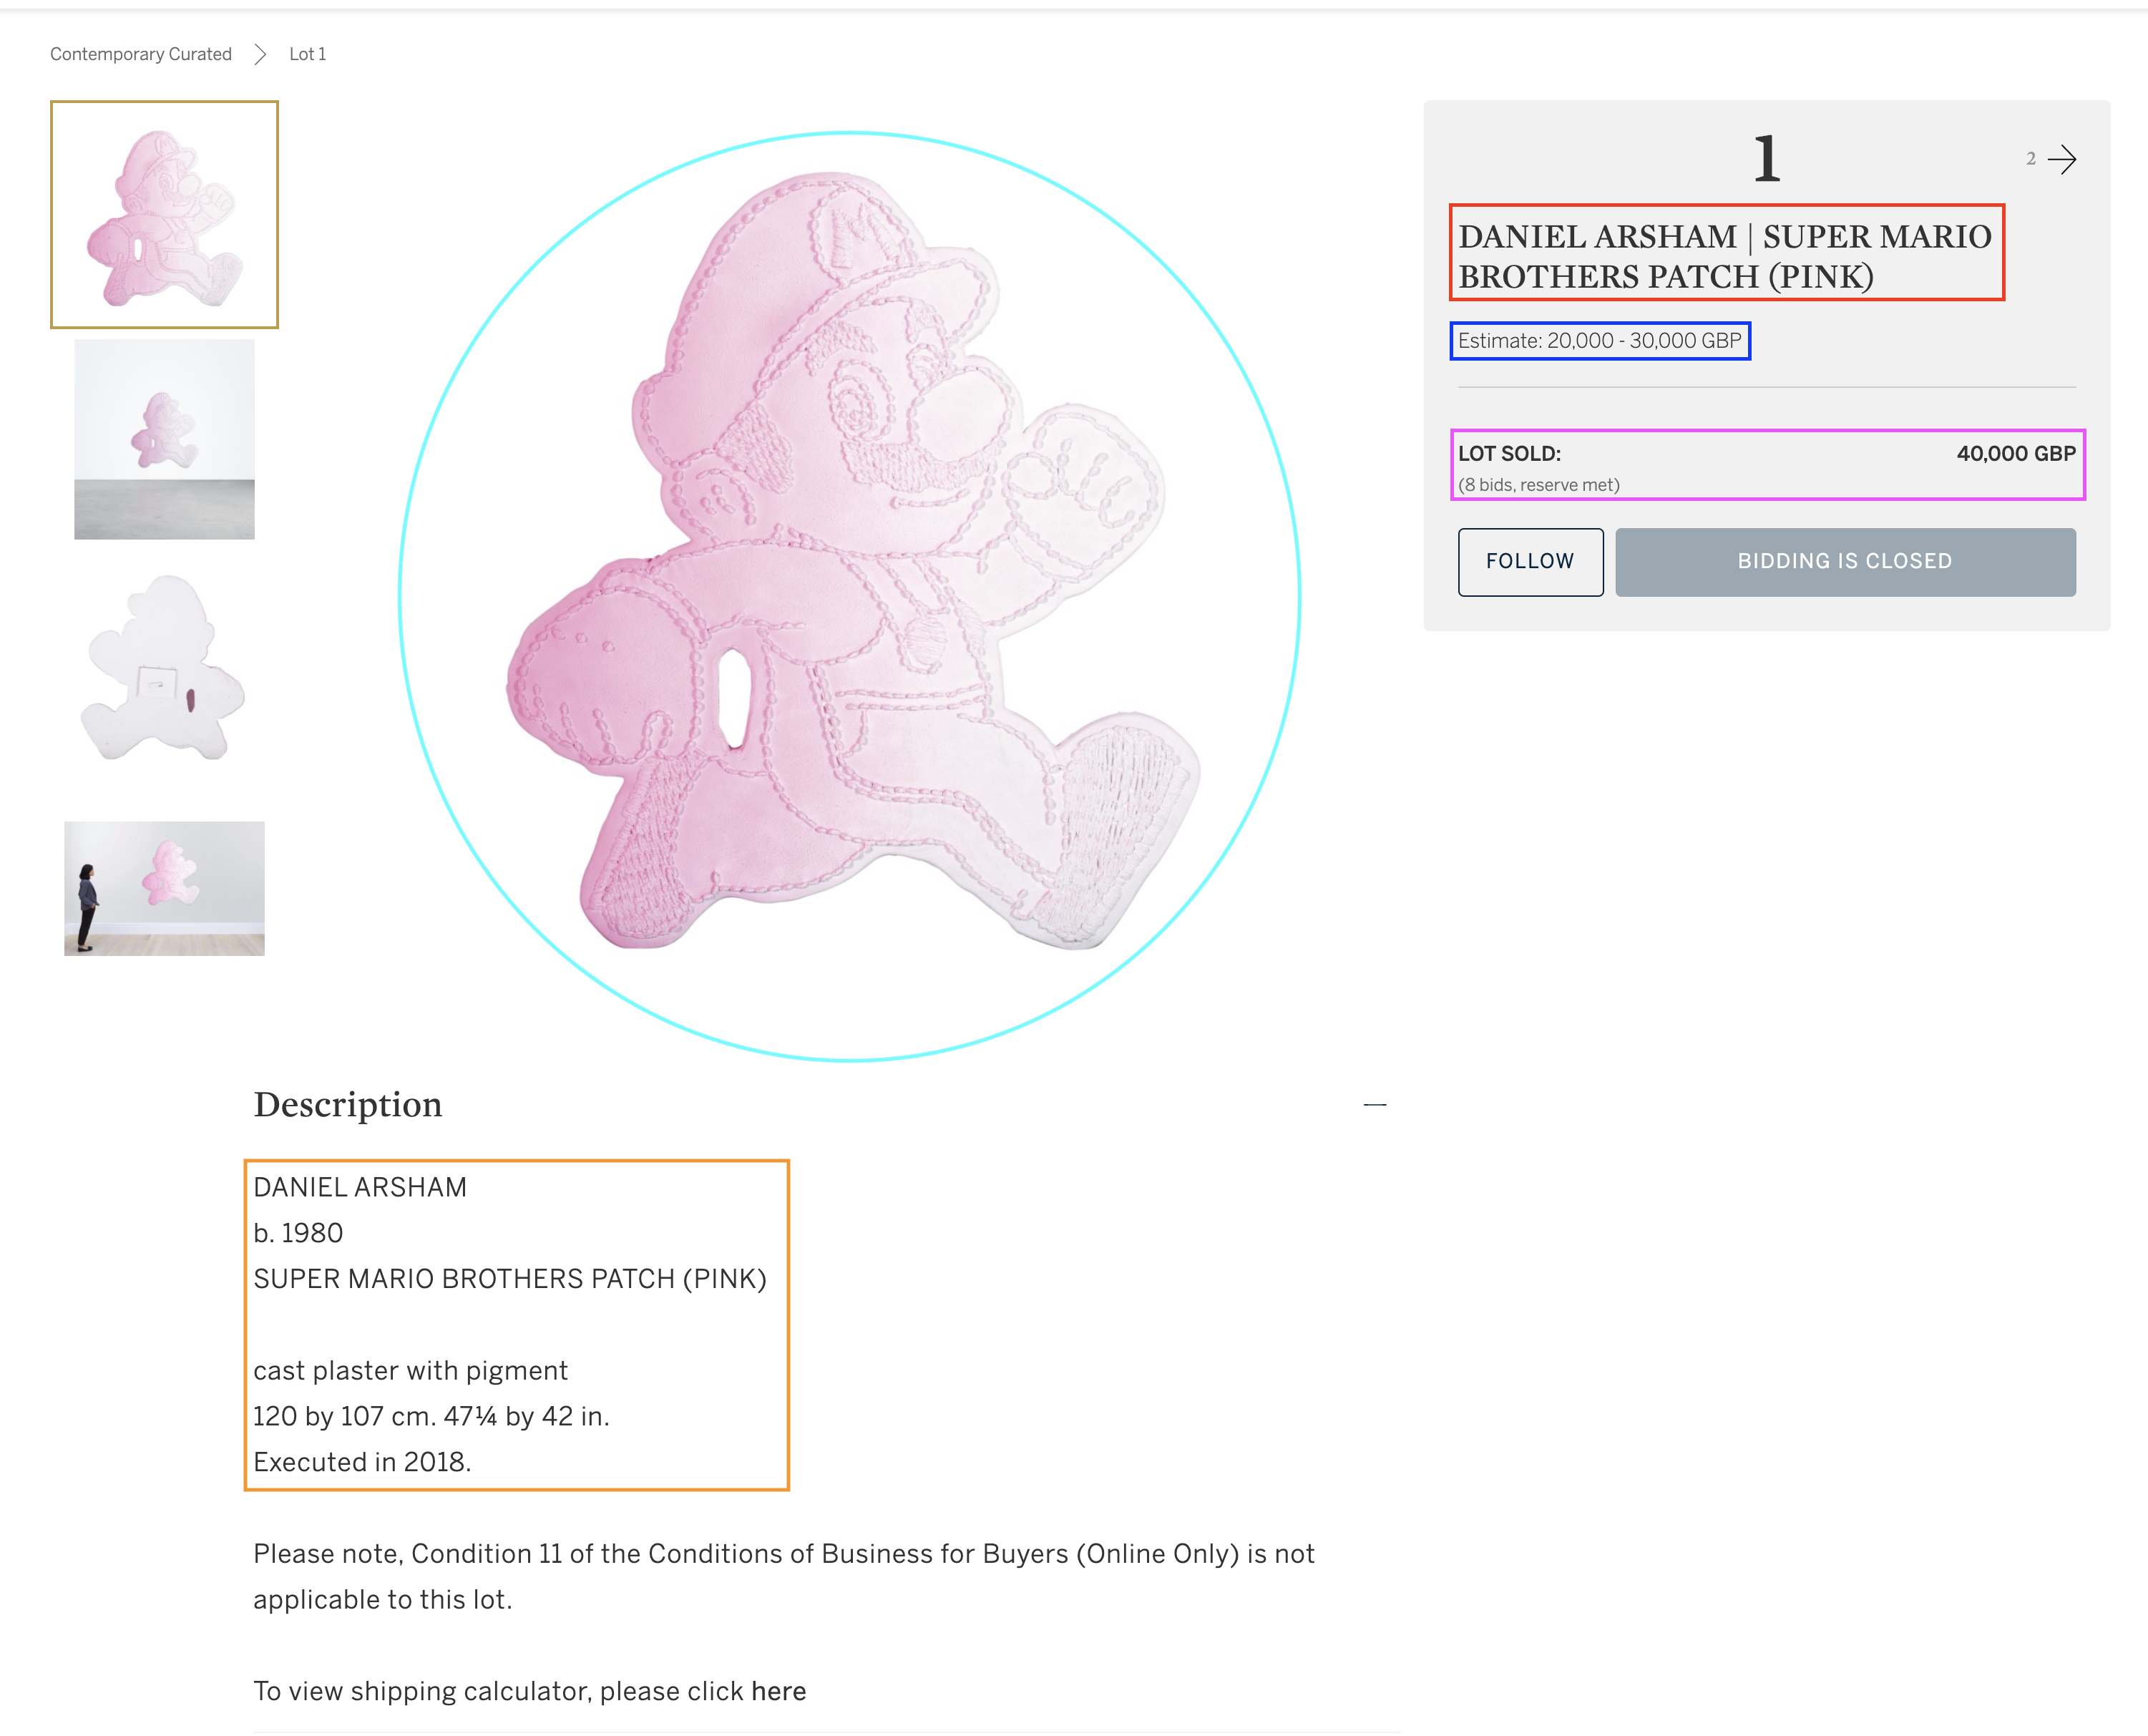 Contemporary Curated > Lot 1
1
2 →
DANIEL ARSHAM | SUPER MARIO
BROTHERS PATCH (PINK)
Estimate: 20,000 - 30,000 GBP
LOT SOLD: 40,000 GBP
(8 bids, reserve met)
FOLLOW
BIDDING IS CLOSED
M
Description
DANIEL ARSHAM
b. 1980
SUPER MARIO BROTHERS PATCH (PINK)
cast plaster with pigment
120 by 107 cm. 47¼ by 42 in.
Executed in 2018.
Please note, Condition 11 of the Conditions of Business for Buyers (Online Only) is not
applicable to this lot.
To view shipping calculator, please click here